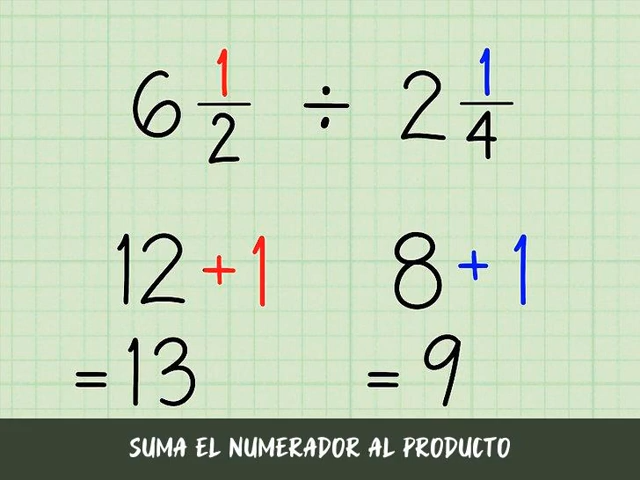 6 1/2 ÷ 2 1/4
12 + 1 8 + 1
= 13 = 9
SUMA EL NUMERADOR AL PRODUCTO